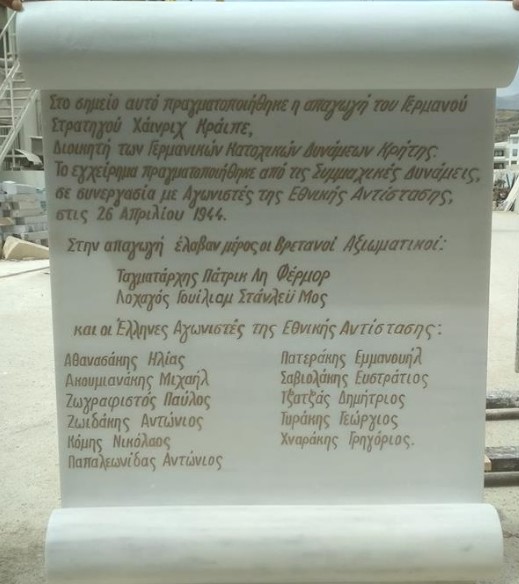 Στο σημείο αυτό πραγματοποιήθηκε η απαγωγή του Γερμανού
Στρατηγού Χάινριχ Κράιπε,
Διοικητή των Γερμανικών Κατοχικών Δυνάμεων Κρήτης.
Το εγχείρημα πραγματοποιήθηκε από τις Συμμαχικές Δυνάμεις,
σε συνεργασία με Αγωνιστές της Εθνικής Αντίστασης,
στις 26 Απριλίου 1944.
Στην απαγωγή έλαβαν μέρος οι Βρετανοί Αξιωματικοί:
Ταγματάρχης Πάτρικ Λη Φέρμορ
Λοχαγός Γουίλιαμ Στάνλεϋ Μος
και οι Έλληνες Αγωνιστές της Εθνικής Αντίστασης:
Αθανασάκης Ηλίας
Ακουμιανάκης Μιχαήλ
Ζωγραφιστός Παύλος
Ζωιδάκης Αντώνιος
Κόμης Νικόλαος
Παπαλεωνίδας Αντώνιος
Πατεράκης Εμμανουήλ
Σαβιολάκης Ευστράτιος
Τζατζάς Δημήτριος
Τυράκης Γεώργιος
Χναράκης Γρηγόριος.